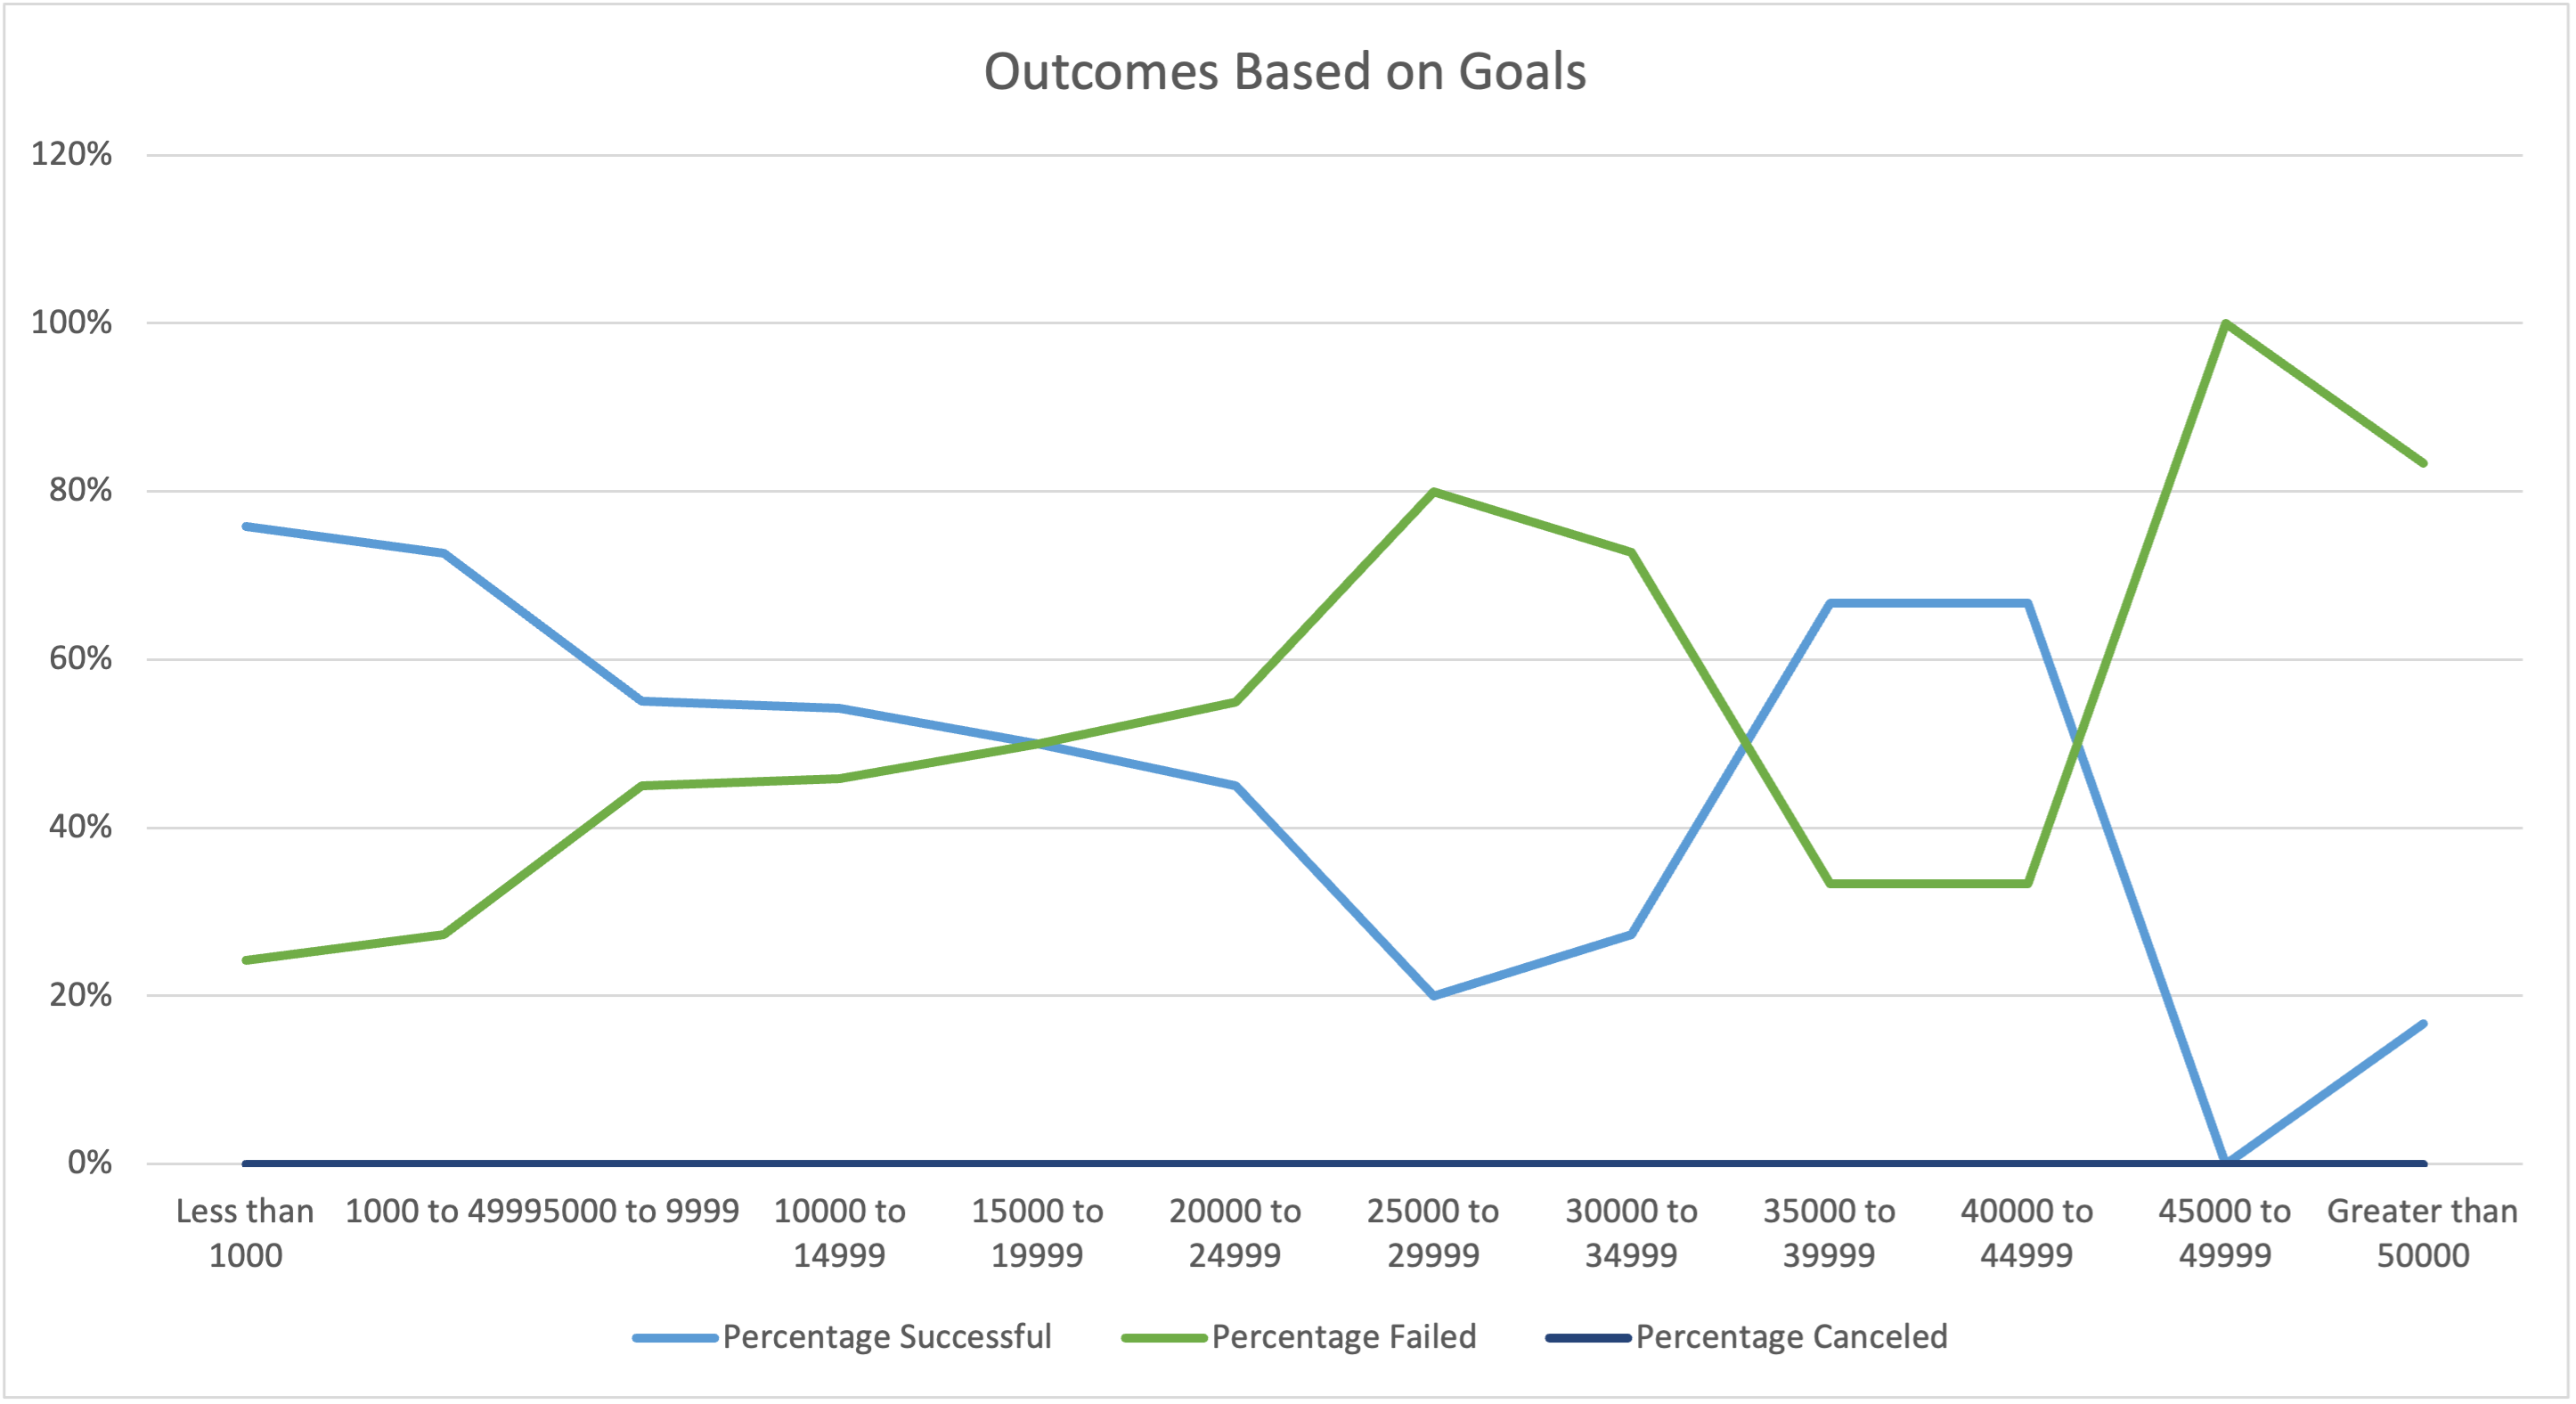 Outcomes Based on Goals
120%
100%
80%
60%
40%
20%
0%
Less than
1000
1000 to 4999
5000 to 9999
10000 to
14999
15000 to
19999
20000 to
24999
25000 to
29999
30000 to
34999
35000 to
39999
40000 to
44999
45000 to
49999
Greater than
50000
Percentage Successful
Percentage Failed
Percentage Canceled